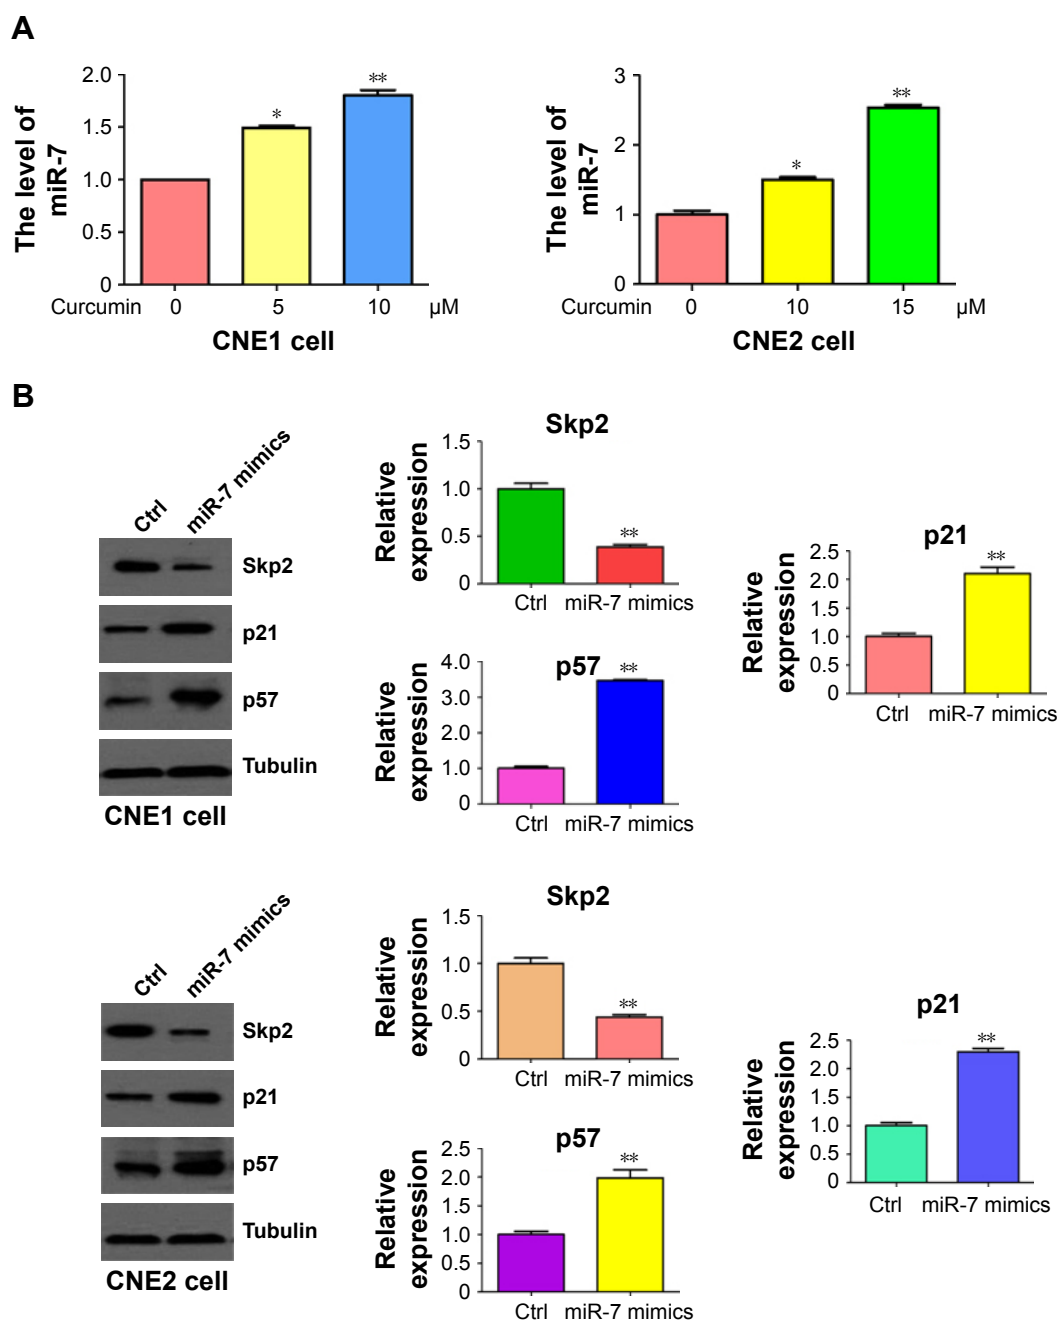 A
The level of
miR-7
2.0
1.5
1.0
0.5
0
*
**
Curcumin 0 5 10 µM
CNE1 cell
The level of
miR-7
3
2
1
0
*
**
Curcumin 0 10 15 µM
CNE2 cell
B
Ctrl
miR-7 mimics
Skp2
p21
p57
Tubulin
CNE1 cell
Skp2
Relative
expression
1.5
1.0
0.5
0
**
Ctrl miR-7 mimics
p57
Relative
expression
4.0
3.0
2.0
1.0
0
**
Ctrl miR-7 mimics
p21
Relative
expression
2.5
2.0
1.5
1.0
0.5
0
**
Ctrl miR-7 mimics
Ctrl
miR-7 mimics
Skp2
p21
p57
Tubulin
CNE2 cell
Skp2
Relative
expression
1.5
1.0
0.5
0
**
Ctrl miR-7 mimics
p57
Relative
expression
2.5
2.0
1.5
1.0
0.5
0
**
Ctrl miR-7 mimics
p21
Relative
expression
2.5
2.0
1.5
1.0
0.5
0
**
Ctrl miR-7 mimics